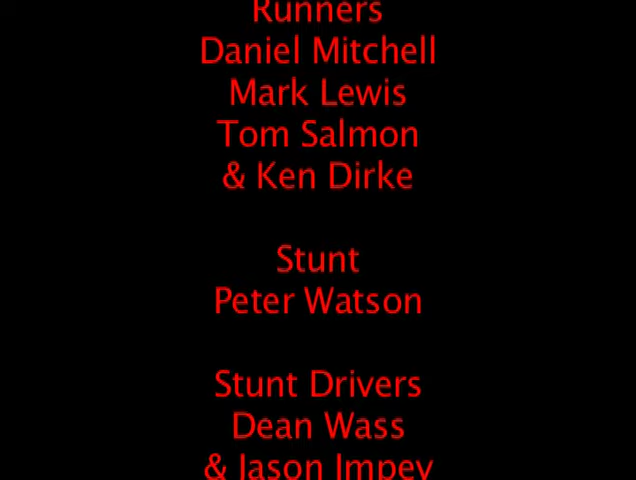 Runners
Daniel Mitchell
Mark Lewis
Tom Salmon
& Ken Dirke
Stunt
Peter Watson
Stunt Drivers
Dean Wass
& Jason Impey